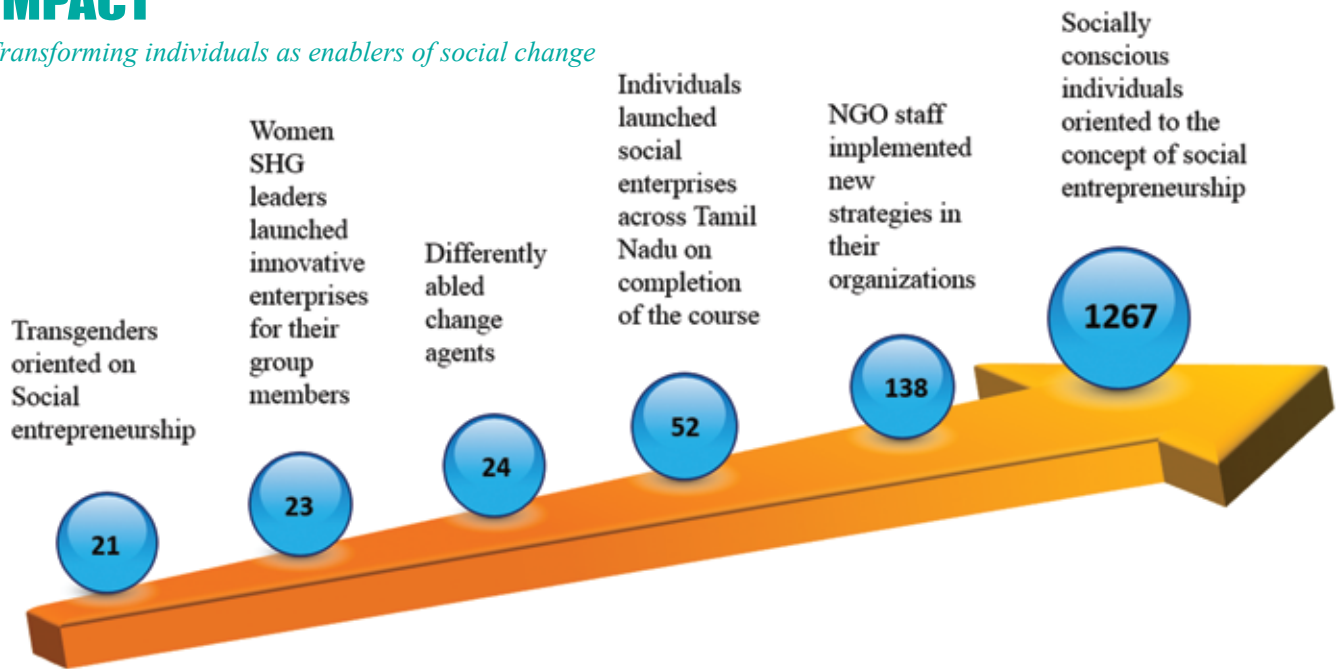 IMPACT
Transforming individuals as enablers of social change
Transgenders
oriented on
Social
entrepreneurship
21
Women
SHG
leaders
launched
innovative
enterprises
for their
group
members
23
Differently
abled
change
agents
24
Individuals
launched
social
enterprises
across Tamil
Nadu on
completion
of the course
52
NGO staff
implemented
new
strategies in
their
organizations
138
Socially
conscious
individuals
oriented to the
concept of social
entrepreneurship
1267